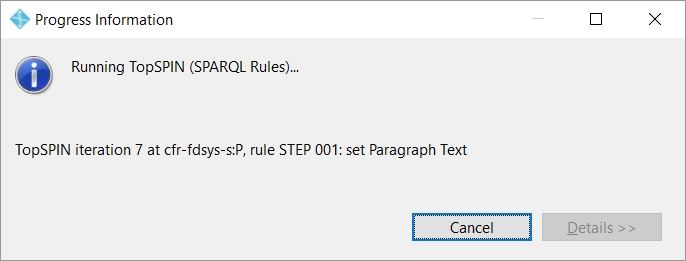 Progress Information
Running TopSPIN (SPARQL Rules)...
TopSPIN iteration 7 at cfr-fdsys-s:P, rule STEP 001: set Paragraph Text
Cancel
Details >>